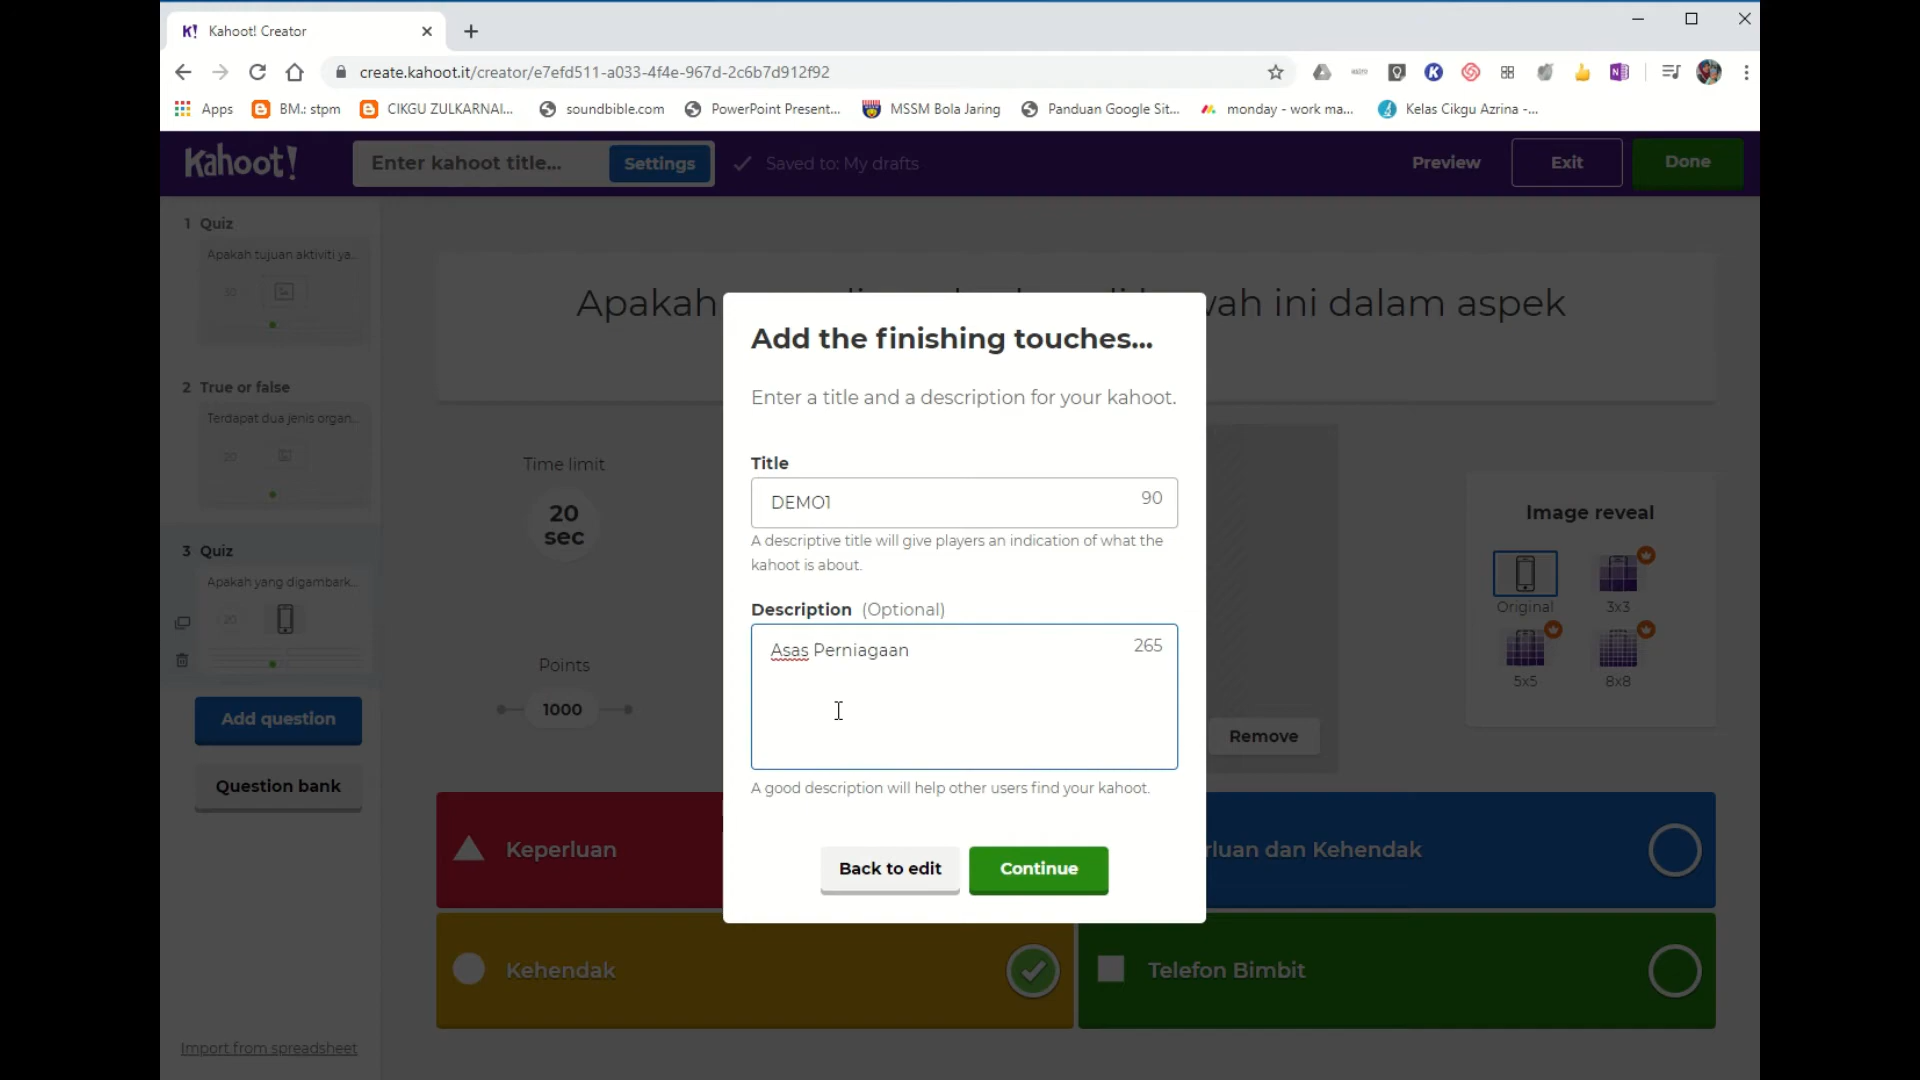 Kahoot! Creator
create.kahoot.it/creator/e7efd511-a033-4f4e-967d-2c6b7d912f92
Apps
BM.: stpm
CIKGU ZULKARNAI...
soundbible.com
PowerPoint Present...
MSSM Bola Jaring
Panduan Google Sit...
monday - work ma...
Kelas Cikgu Azrina -...
Kahoot!
Enter kahoot title...
Settings
Saved to: My drafts
Preview
Exit
Done
1 Quiz
Apakah tujuan aktiviti ya...
30
2 True or false
Terdapat dua jenis organ...
20
3 Quiz
Apakah yang digambark...
20
Add question
Question bank
Import from spreadsheet
Apakah
ini dalam aspek
Time limit
20
sec
Points
1000
Add the finishing touches...
Enter a title and a description for your kahoot.
Title
DEMO1
90
A descriptive title will give players an indication of what the
kahoot is about.
Description (Optional)
Asas Perniagaan
265
A good description will help other users find your kahoot.
Back to edit
Continue
Image reveal
Original
3x3
5x5
8x8
Remove
Keperluan
rluan dan Kehendak
Kehendak
Telefon Bimbit